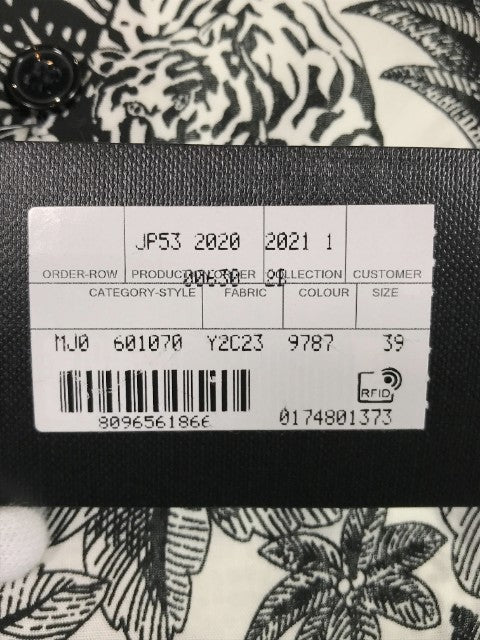 JP53 2020 2021 1
ORDER-ROW PRODUCTION ORDER COLLECTION CUSTOMER
00630
CATEGORY-STYLE FABRIC COLOUR SIZE
MJ0 601070 Y2C23 9787 39
RFID
8096561866 0174801373